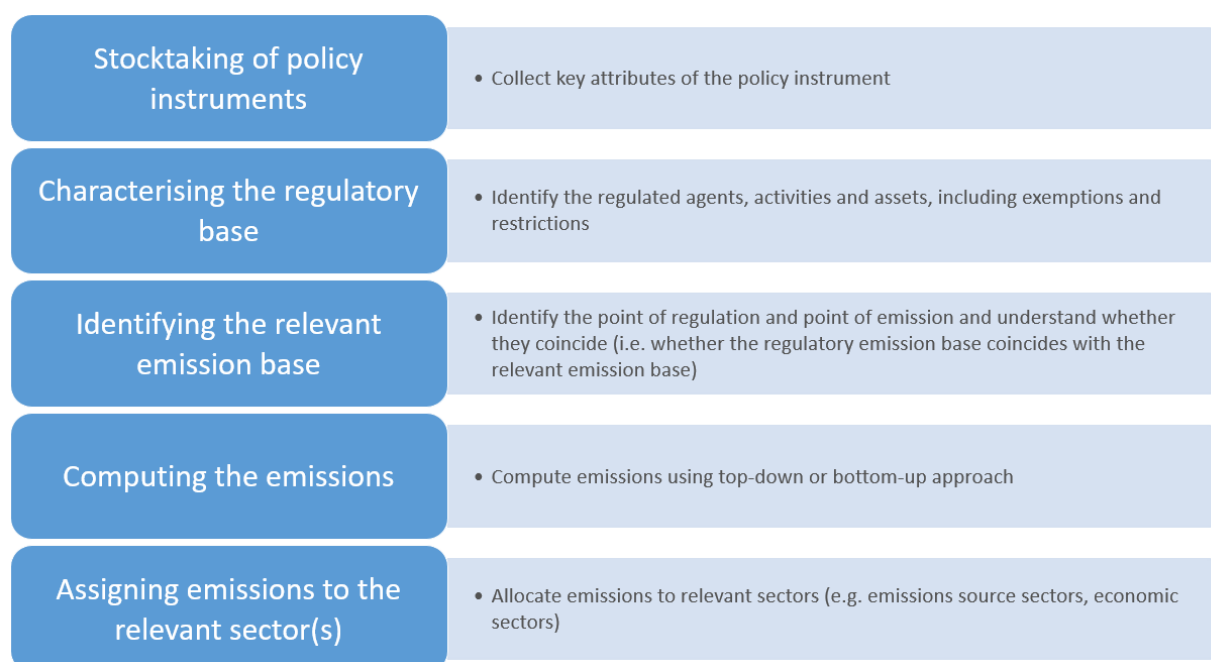 Stocktaking of policy
instruments
• Collect key attributes of the policy instrument
Characterising the regulatory
base
• Identify the regulated agents, activities and assets, including exemptions and
restrictions
Identifying the relevant
emission base
• Identify the point of regulation and point of emission and understand whether
they coincide (i.e. whether the regulatory emission base coincides with the
relevant emission base)
Computing the emissions
• Compute emissions using top-down or bottom-up approach
Assigning emissions to the
relevant sector(s)
• Allocate emissions to relevant sectors (e.g. emissions source sectors, economic
sectors)